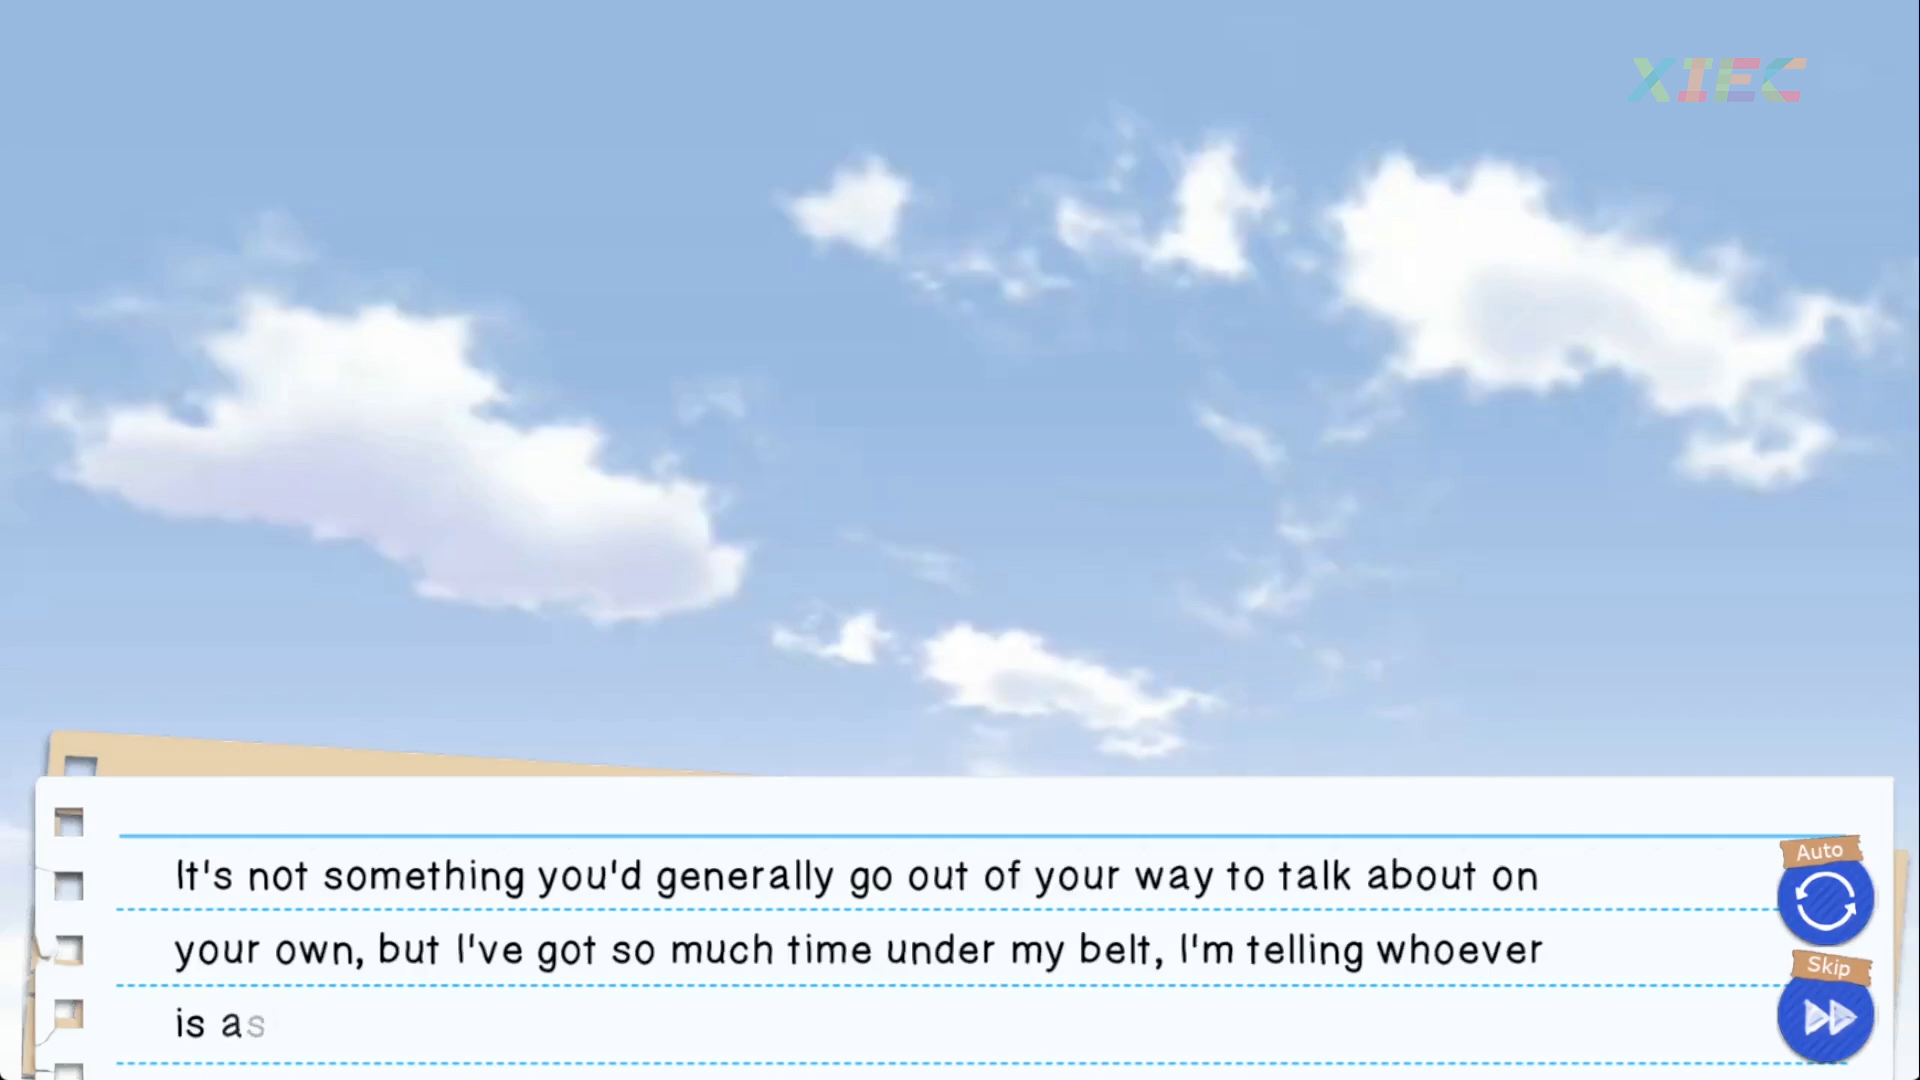 XIEC
It's not something you'd generally go out of your way to talk about on
your own, but I've got so much time under my belt, I'm telling whoever
is as
Auto
Skip